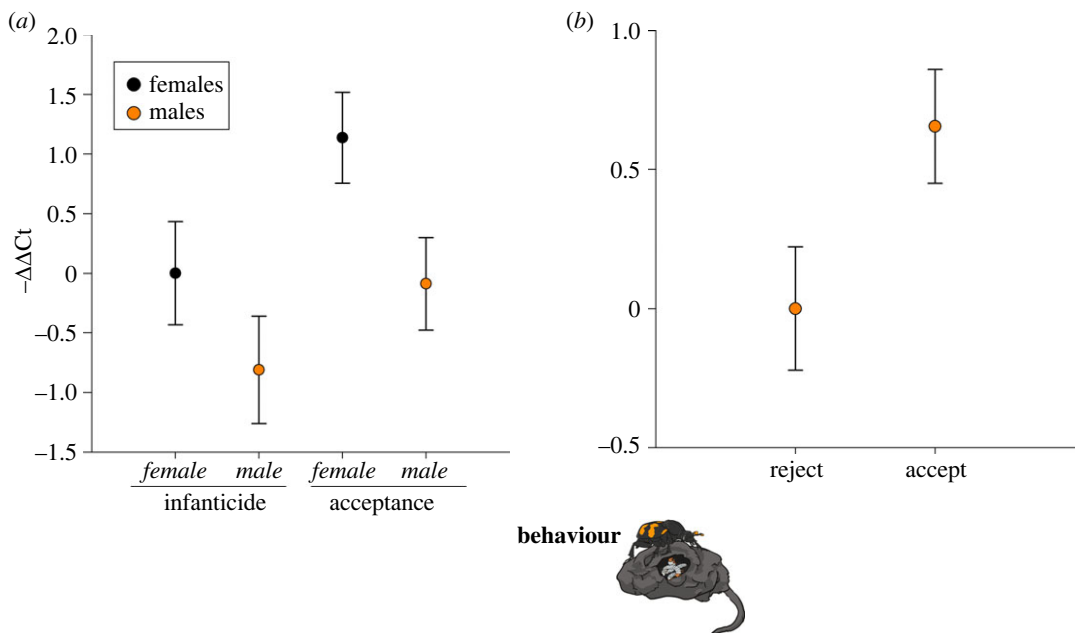 (a)
2.0
1.5
1.0
0.5
0
–0.5
–1.0
–1.5
–ΔΔCt
females
males
female male female male
infanticide acceptance
(b)
1.0
0.5
0
–0.5
reject accept
behaviour